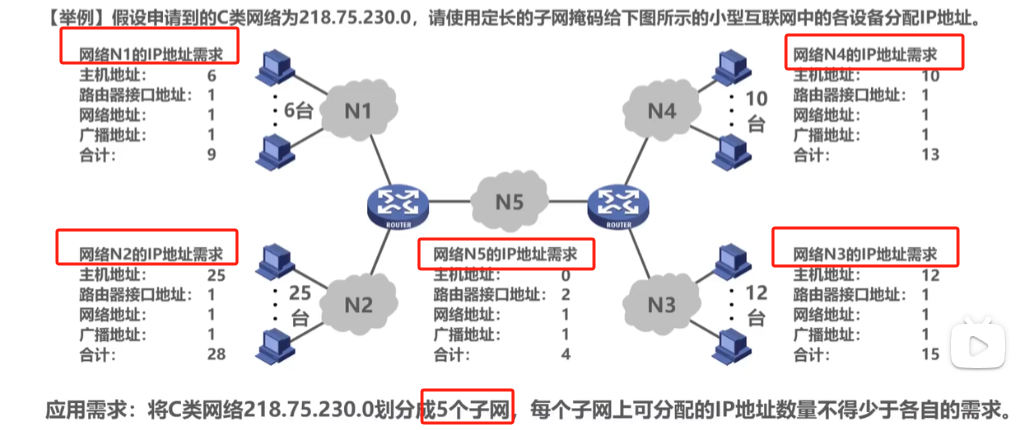 【举例】假设申请到的C类网络为218.75.230.0，请使用定长的子网掩码给下图所示的小型互联网中的各设备分配IP地址。
网络N1的IP地址需求
主机地址： 6
路由器接口地址： 1
网络地址： 1
广播地址： 1
合计： 9
6台
N1
N4
10
台
网络N4的IP地址需求
主机地址： 10
路由器接口地址： 1
网络地址： 1
广播地址： 1
合计： 13
ROUTER
N5
ROUTER
网络N2的IP地址需求
主机地址： 25
路由器接口地址： 1
网络地址： 1
广播地址： 1
合计： 28
25
台
N2
网络N5的IP地址需求
主机地址： 0
路由器接口地址： 2
网络地址： 1
广播地址： 1
合计： 4
N3
12
台
网络N3的IP地址需求
主机地址： 12
路由器接口地址： 1
网络地址： 1
广播地址： 1
合计： 15
应用需求：将C类网络218.75.230.0划分成5个子网，每个子网上可分配的IP地址数量不得少于各自的需求。